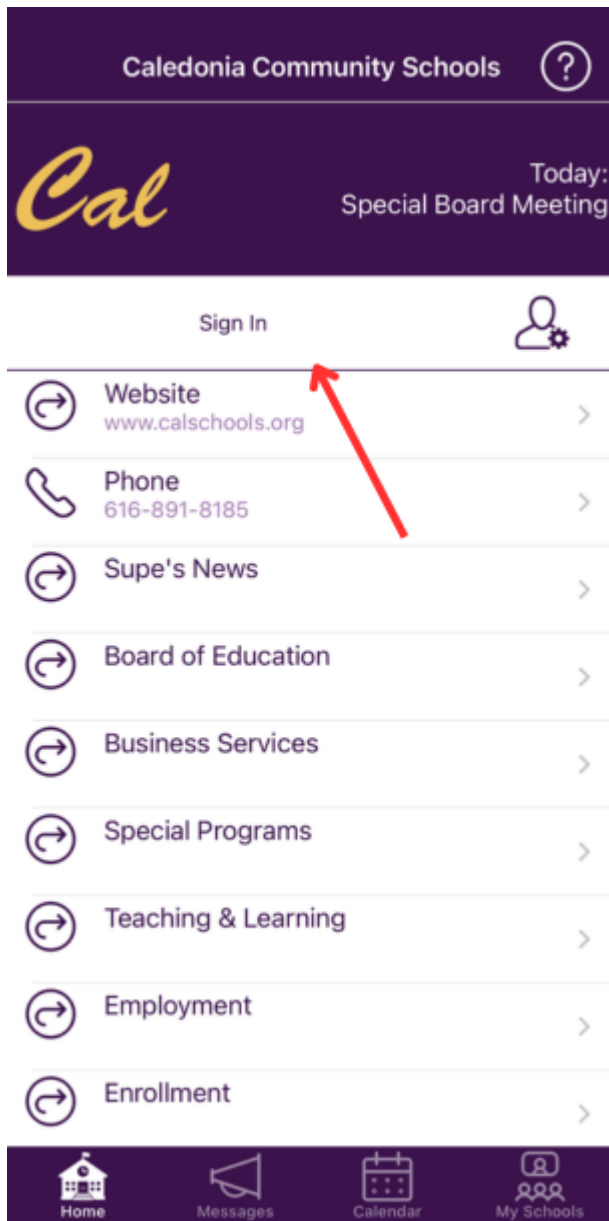 Caledonia Community Schools ?
Cal
Today:
Special Board Meeting
Sign In
Website
www.calschools.org
Phone
616-891-8185
Supe's News
Board of Education
Business Services
Special Programs
Teaching & Learning
Employment
Enrollment
Home Messages Calendar My Schools